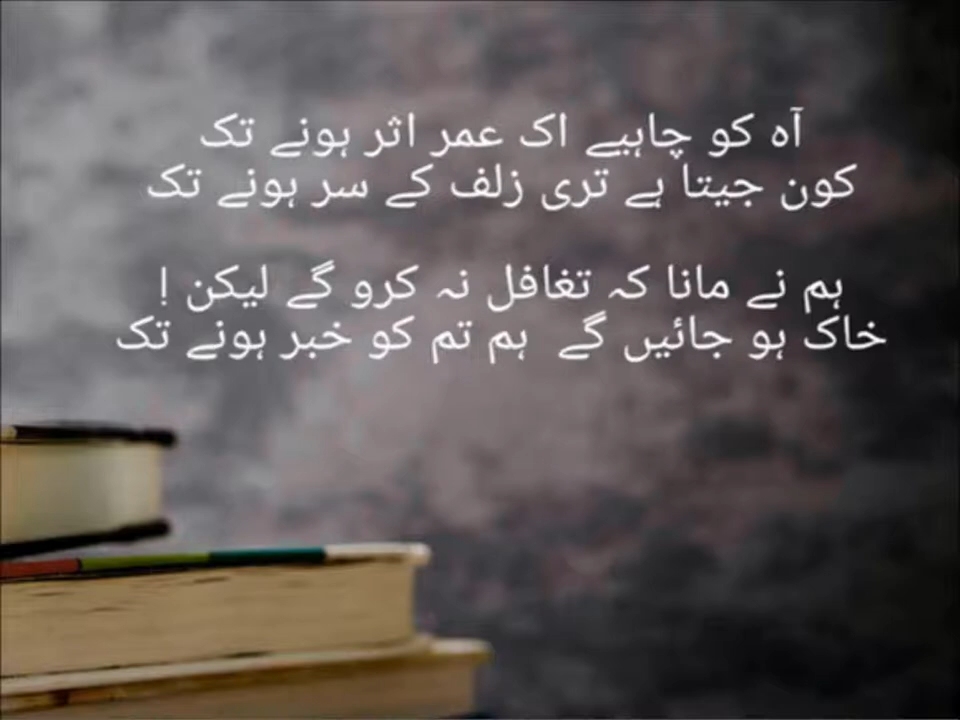 آہ کو چاہیے اک عمر اثر ہونے تک
کون جیتا ہے تری زلف کے سر ہونے تک
ہم نے مانا کہ تغافل نہ کرو گے لیکن !
خاک ہو جائیں گے ہم تم کو خبر ہونے تک